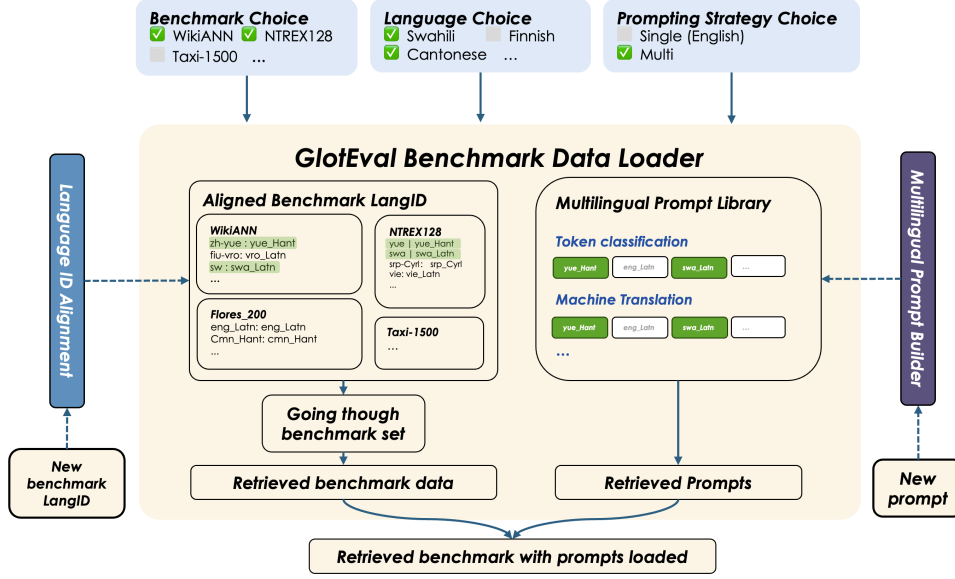 Benchmark Choice
WikiANN NTREX128
Taxi-1500 ...
Language Choice
Swahili Finnish
Cantonese ...
Prompting Strategy Choice
Single (English)
Multi
GlotEval Benchmark Data Loader
Language ID Alignment
New
benchmark
LangID
Aligned Benchmark LangID
WikiANN
zh-yue : yue_Hant
fiu-vro: vro_Latn
sw : swa_Latn
...
NTREX128
yue | yue_Hant
swa | swa_Latn
srp-Cyrl: srp_Cyrl
vie: vie_Latn
...
Flores_200
eng_Latn: eng_Latn
Cmn_Hant: cmn_Hant
...
Taxi-1500
...
Multilingual Prompt Library
Token classification
yue_Hant eng_Latn swa_Latn ...
Machine Translation
yue_Hant eng_Latn swa_Latn ...
...
Multilingual Prompt Builder
New
prompt
Going though
benchmark set
Retrieved benchmark data
Retrieved Prompts
Retrieved benchmark with prompts loaded